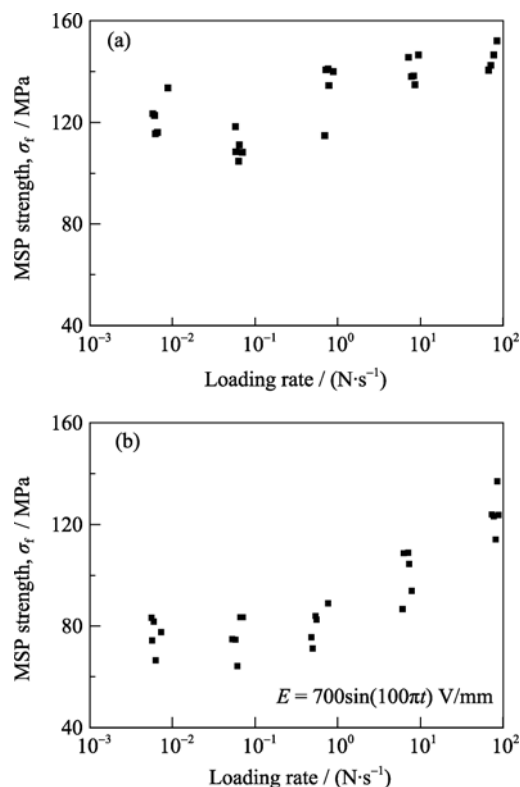 (a)
160
120
80
40
MSP strength, σf / MPa
10⁻³ 10⁻² 10⁻¹ 10⁰ 10¹ 10²
Loading rate / (N·s⁻¹)
(b)
160
120
80
40
MSP strength, σf / MPa
E = 700sin(100πt) V/mm
10⁻³ 10⁻² 10⁻¹ 10⁰ 10¹ 10²
Loading rate / (N·s⁻¹)